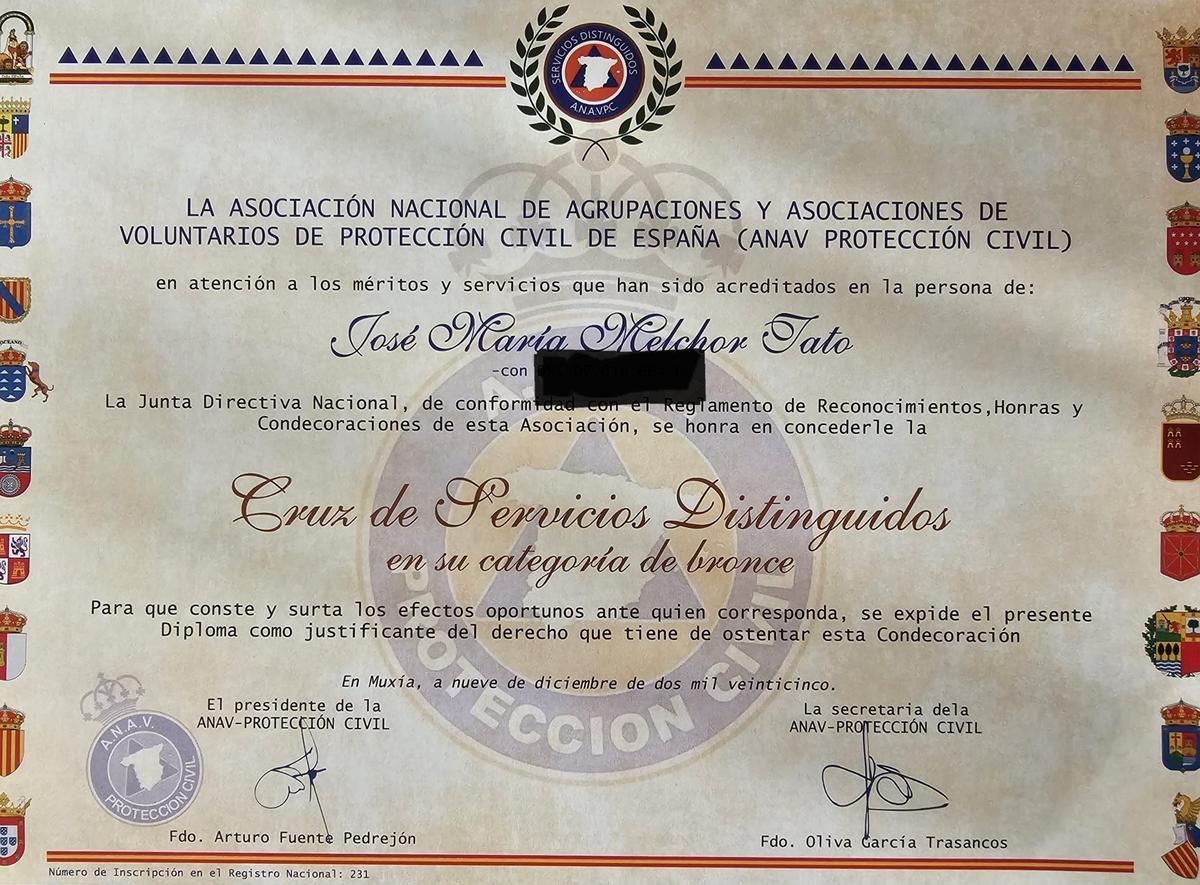 SERVICIOS DISTINGUIDOS
A.N.A.V.P.C.
LA ASOCIACIÓN NACIONAL DE AGRUPACIONES Y ASOCIACIONES DE
VOLUNTARIOS DE PROTECCIÓN CIVIL DE ESPAÑA (ANAV PROTECCIÓN CIVIL)
en atención a los méritos y servicios que han sido acreditados en la persona de:
José María Melchor Tato
-con
La Junta Directiva Nacional, de conformidad con el Reglamento de Reconocimientos,Honras y
Condecoraciones de esta Asociación, se honra en concederle la
Cruz de Servicios Distinguidos
en su categoría de bronce
Para que conste y surta los efectos oportunos ante quien corresponda, se expide el presente
Diploma como justificante del derecho que tiene de ostentar esta Condecoración
PROTECCION CIVIL
En Muxía, a nueve de diciembre de dos mil veinticinco.
El presidente de la
ANAV-PROTECCIÓN CIVIL
La secretaria dela
ANAV-PROTECCIÓN CIVIL
A.N.A.V.
PROTECCION CIVIL
Fdo. Arturo Fuente Pedrejón
Fdo. Oliva García Trasancos
Número de Inscripción en el Registro Nacional: 231